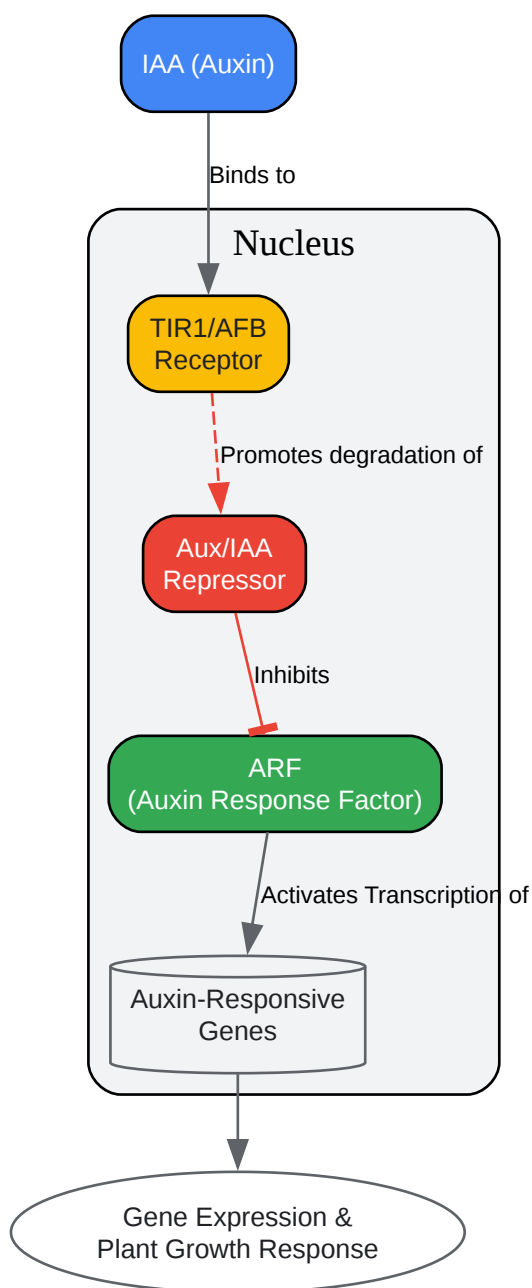 IAA (Auxin)
Binds to
Nucleus
TIR1/AFB
Receptor
Promotes degradation of
Aux/IAA
Repressor
Inhibits
ARF
(Auxin Response Factor)
Activates Transcription of
Auxin-Responsive
Genes
Gene Expression &
Plant Growth Response